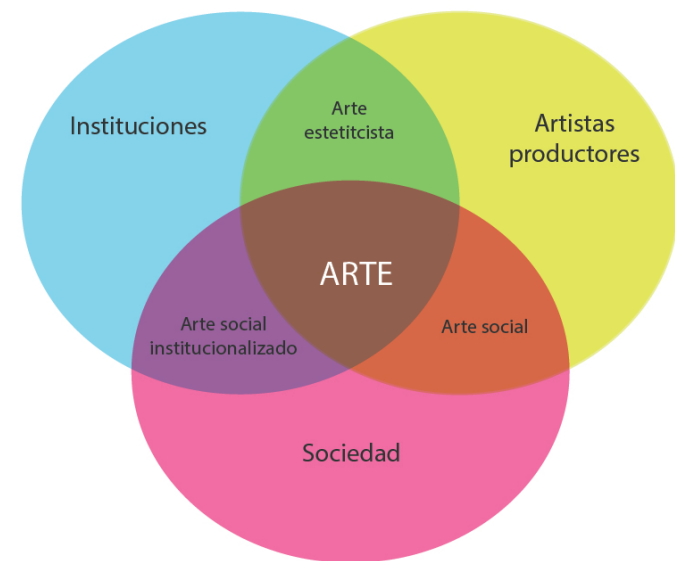 Instituciones
Arte
estetitcista
Artistas
productores
ARTE
Arte social
institucionalizado
Arte social
Sociedad